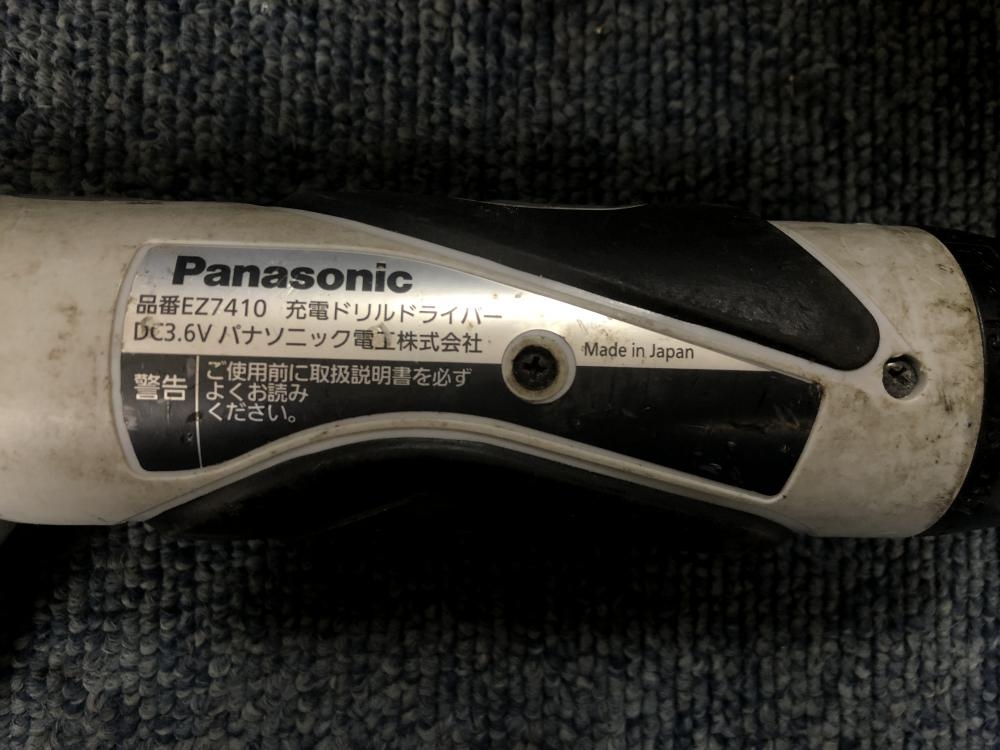 Panasonic
品番EZ7410 充電ドリルドライバー
DC3.6V パナソニック電工株式会社
Made in Japan
警告
ご使用前に取扱説明書を必ず
よくお読み
ください。